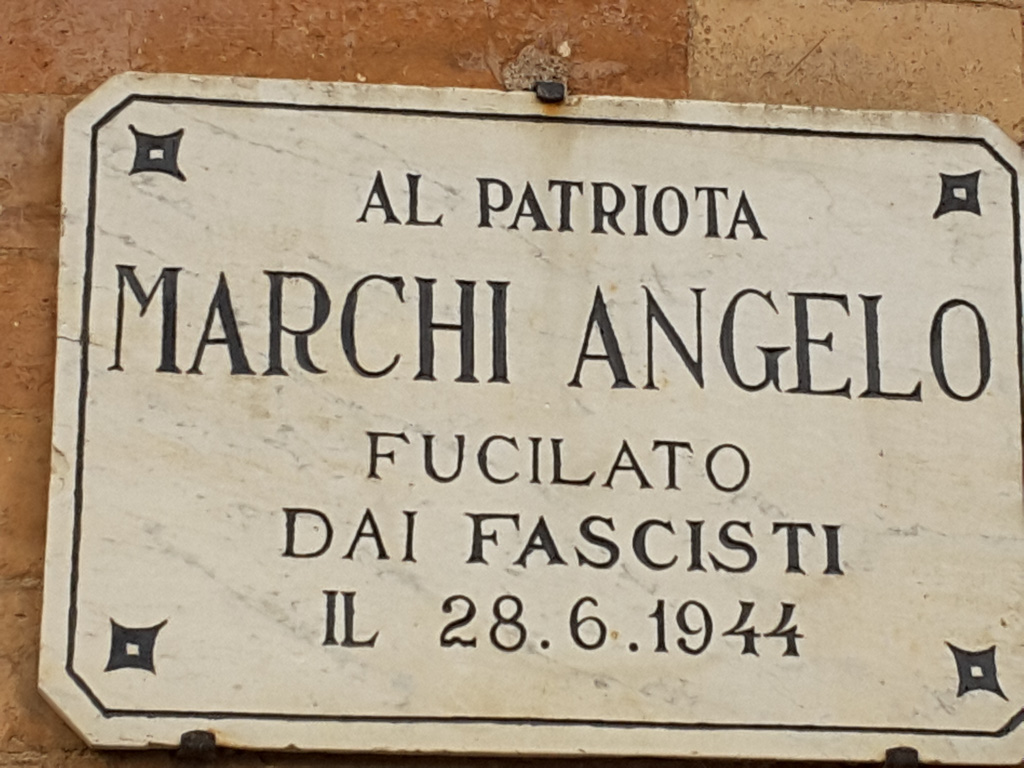 AL PATRIOTA
MARCHI ANGELO
FUCILATO
DAI FASCISTI
IL 28.6.1944